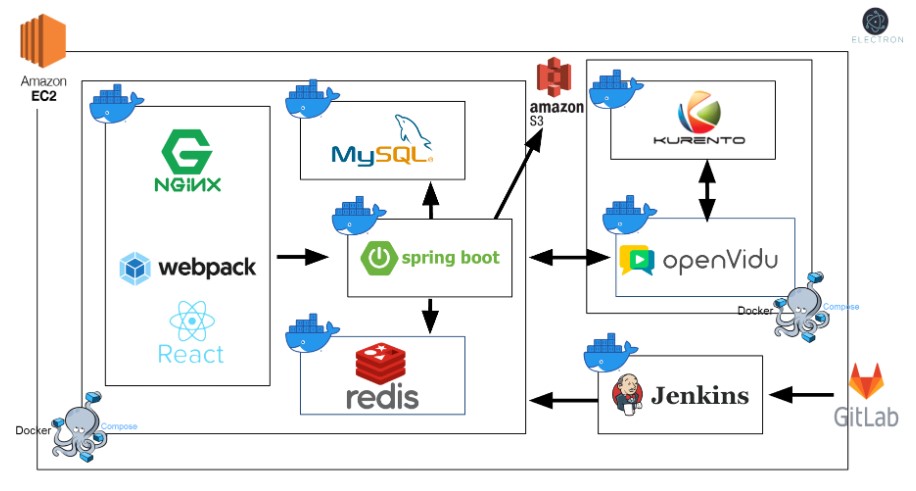 ELECTRON
Amazon
EC2
amazon
S3
KURENTO
NGiNX
MySQL
spring boot
openVidu
webpack
React
Docker
Compose
redis
Jenkins
GitLab
Docker
Compose